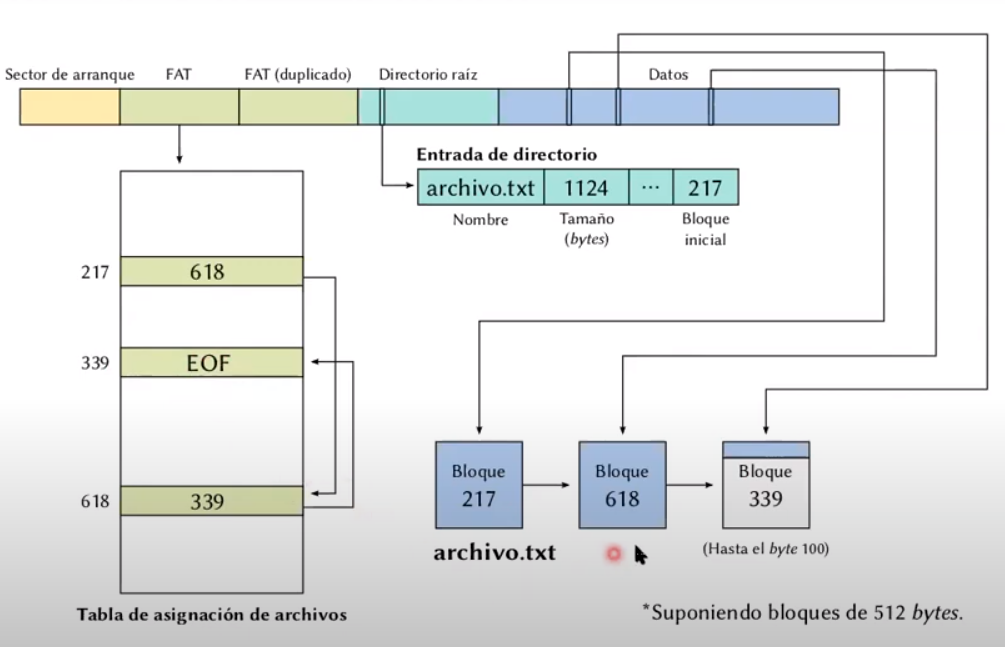 Sector de arranque FAT FAT (duplicado) Directorio raíz Datos
Entrada de directorio
archivo.txt 1124 ... 217
Nombre Tamaño (bytes) Bloque inicial
217 618
339 EOF
618 339
Tabla de asignación de archivos
Bloque 217
Bloque 618
Bloque 339
archivo.txt
(Hasta el byte 100)
*Suponiendo bloques de 512 bytes.